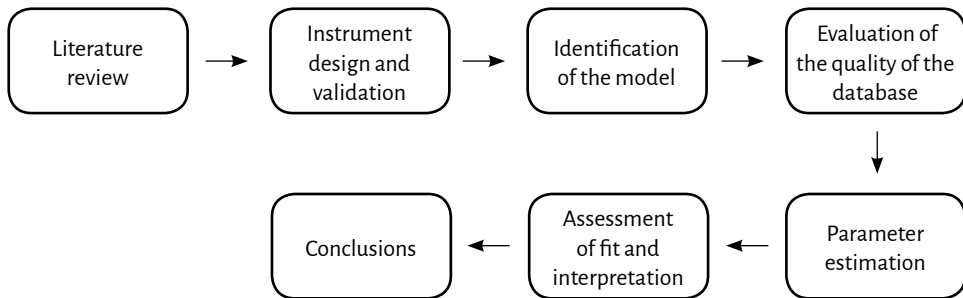 Literature
review
Instrument
design and
validation
Identification
of the model
Evaluation of
the quality of the
database
Parameter
estimation
Assessment
of fit and
interpretation
Conclusions